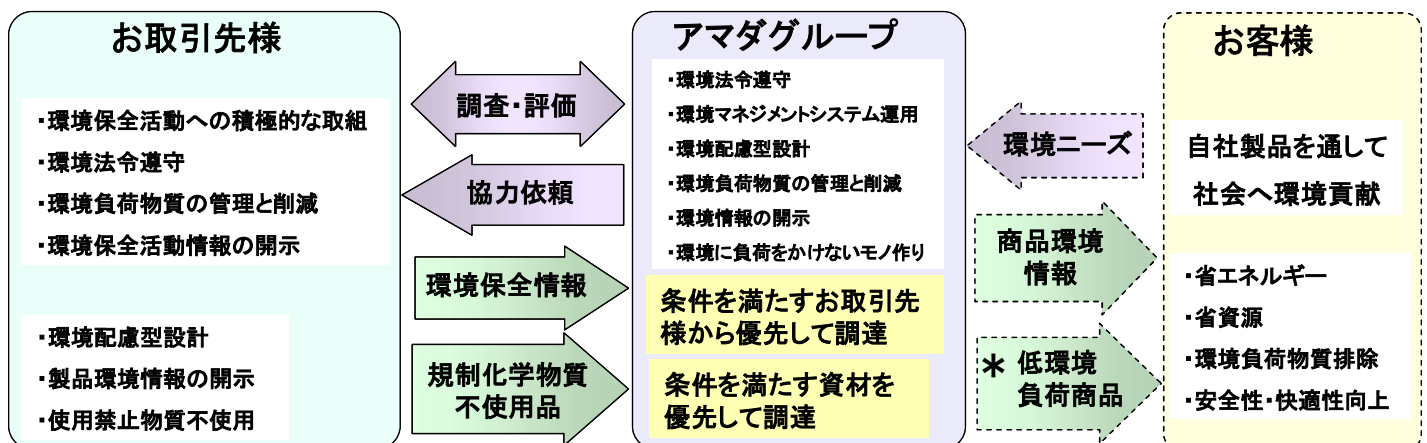 お取引先様
・環境保全活動への積極的な取組
・環境法令遵守
・環境負荷物質の管理と削減
・環境保全活動情報の開示
・環境配慮型設計
・製品環境情報の開示
・使用禁止物質不使用
調査・評価
協力依頼
環境保全情報
規制化学物質
不使用品
アマダグループ
・環境法令遵守
・環境マネジメントシステム運用
・環境配慮型設計
・環境負荷物質の管理と削減
・環境情報の開示
・環境に負荷をかけないモノ作り
条件を満たすお取引先
様から優先して調達
条件を満たす資材を
優先して調達
環境ニーズ
商品環境
情報
＊低環境
負荷商品
お客様
自社製品を通して
社会へ環境貢献
・省エネルギー
・省資源
・環境負荷物質排除
・安全性・快適性向上